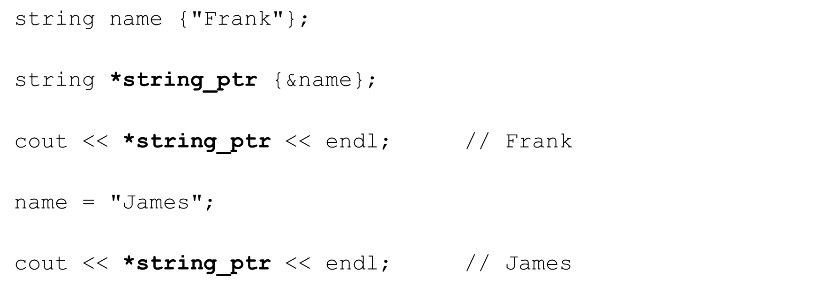 string name {"Frank"};
string *string_ptr {&name};
cout << *string_ptr << endl;      // Frank
name = "James";
cout << *string_ptr << endl;      // James